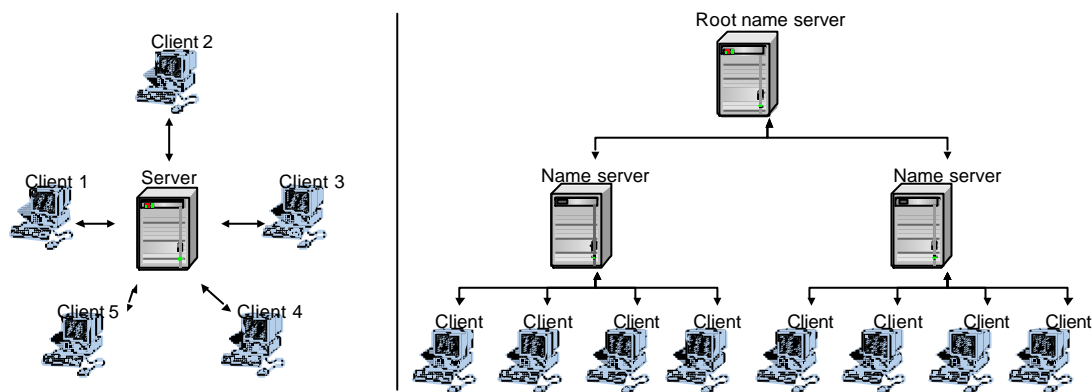 Client 2
Client 1
Server
Client 3
Client 5
Client 4
Root name server
Name server
Name server
Client
Client
Client
Client
Client
Client
Client
Client